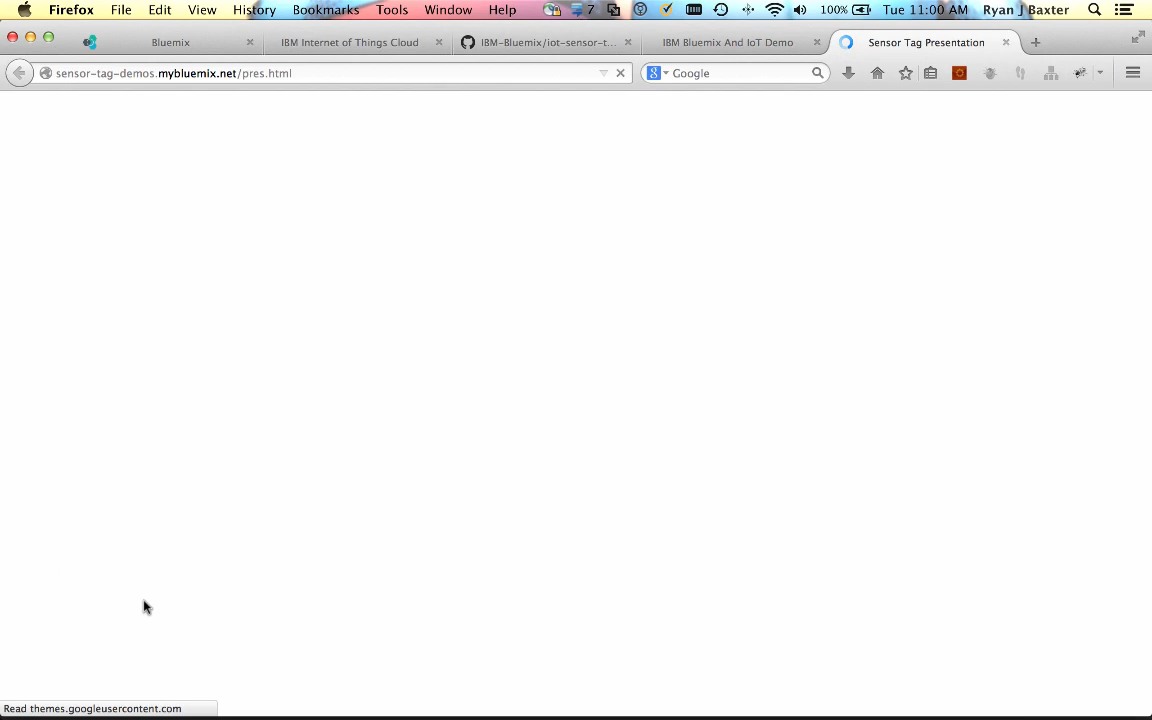 Firefox File Edit View History Bookmarks Tools Window Help 7 100% Tue 11:00 AM Ryan J Baxter
Bluemix IBM Internet of Things Cloud IBM-Bluemix/iot-sensor-t... IBM Bluemix And IoT Demo Sensor Tag Presentation
sensor-tag-demos.mybluemix.net/pres.html Google
Read themes.googleusercontent.com